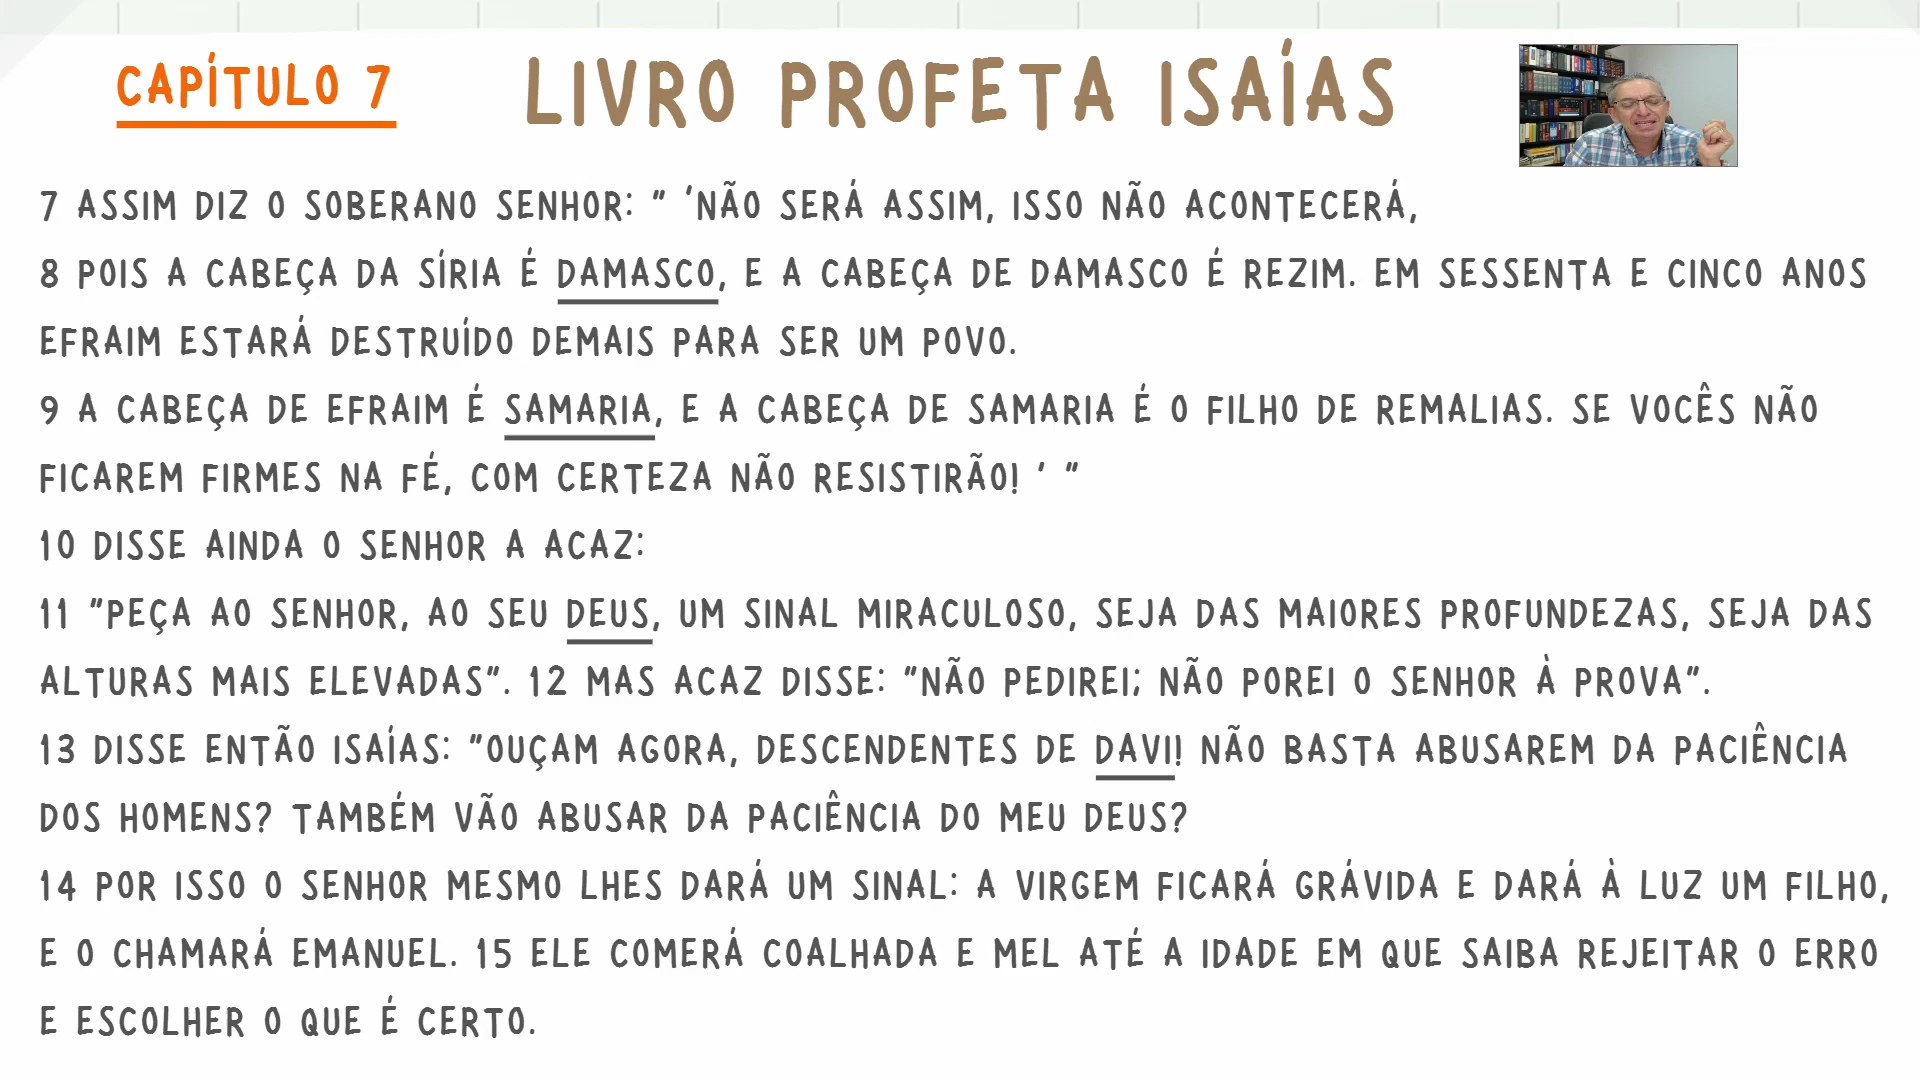 CAPÍTULO 7
LIVRO PROFETA ISAÍAS
7 ASSIM DIZ O SOBERANO SENHOR: " 'NÃO SERÁ ASSIM, ISSO NÃO ACONTECERÁ,
8 POIS A CABEÇA DA SÍRIA É DAMASCO, E A CABEÇA DE DAMASCO É REZIM. EM SESSENTA E CINCO ANOS
EFRAIM ESTARÁ DESTRUÍDO DEMAIS PARA SER UM POVO.
9 A CABEÇA DE EFRAIM É SAMARIA, E A CABEÇA DE SAMARIA É O FILHO DE REMALIAS. SE VOCÊS NÃO
FICAREM FIRMES NA FÉ, COM CERTEZA NÃO RESISTIRÃO! ' "
10 DISSE AINDA O SENHOR A ACAZ:
11 "PEÇA AO SENHOR, AO SEU DEUS, UM SINAL MIRACULOSO, SEJA DAS MAIORES PROFUNDEZAS, SEJA DAS
ALTURAS MAIS ELEVADAS". 12 MAS ACAZ DISSE: "NÃO PEDIREI; NÃO POREI O SENHOR À PROVA".
13 DISSE ENTÃO ISAÍAS: "OUÇAM AGORA, DESCENDENTES DE DAVI! NÃO BASTA ABUSAREM DA PACIÊNCIA
DOS HOMENS? TAMBÉM VÃO ABUSAR DA PACIÊNCIA DO MEU DEUS?
14 POR ISSO O SENHOR MESMO LHES DARÁ UM SINAL: A VIRGEM FICARÁ GRÁVIDA E DARÁ À LUZ UM FILHO,
E O CHAMARÁ EMANUEL. 15 ELE COMERÁ COALHADA E MEL ATÉ A IDADE EM QUE SAIBA REJEITAR O ERRO
E ESCOLHER O QUE É CERTO.